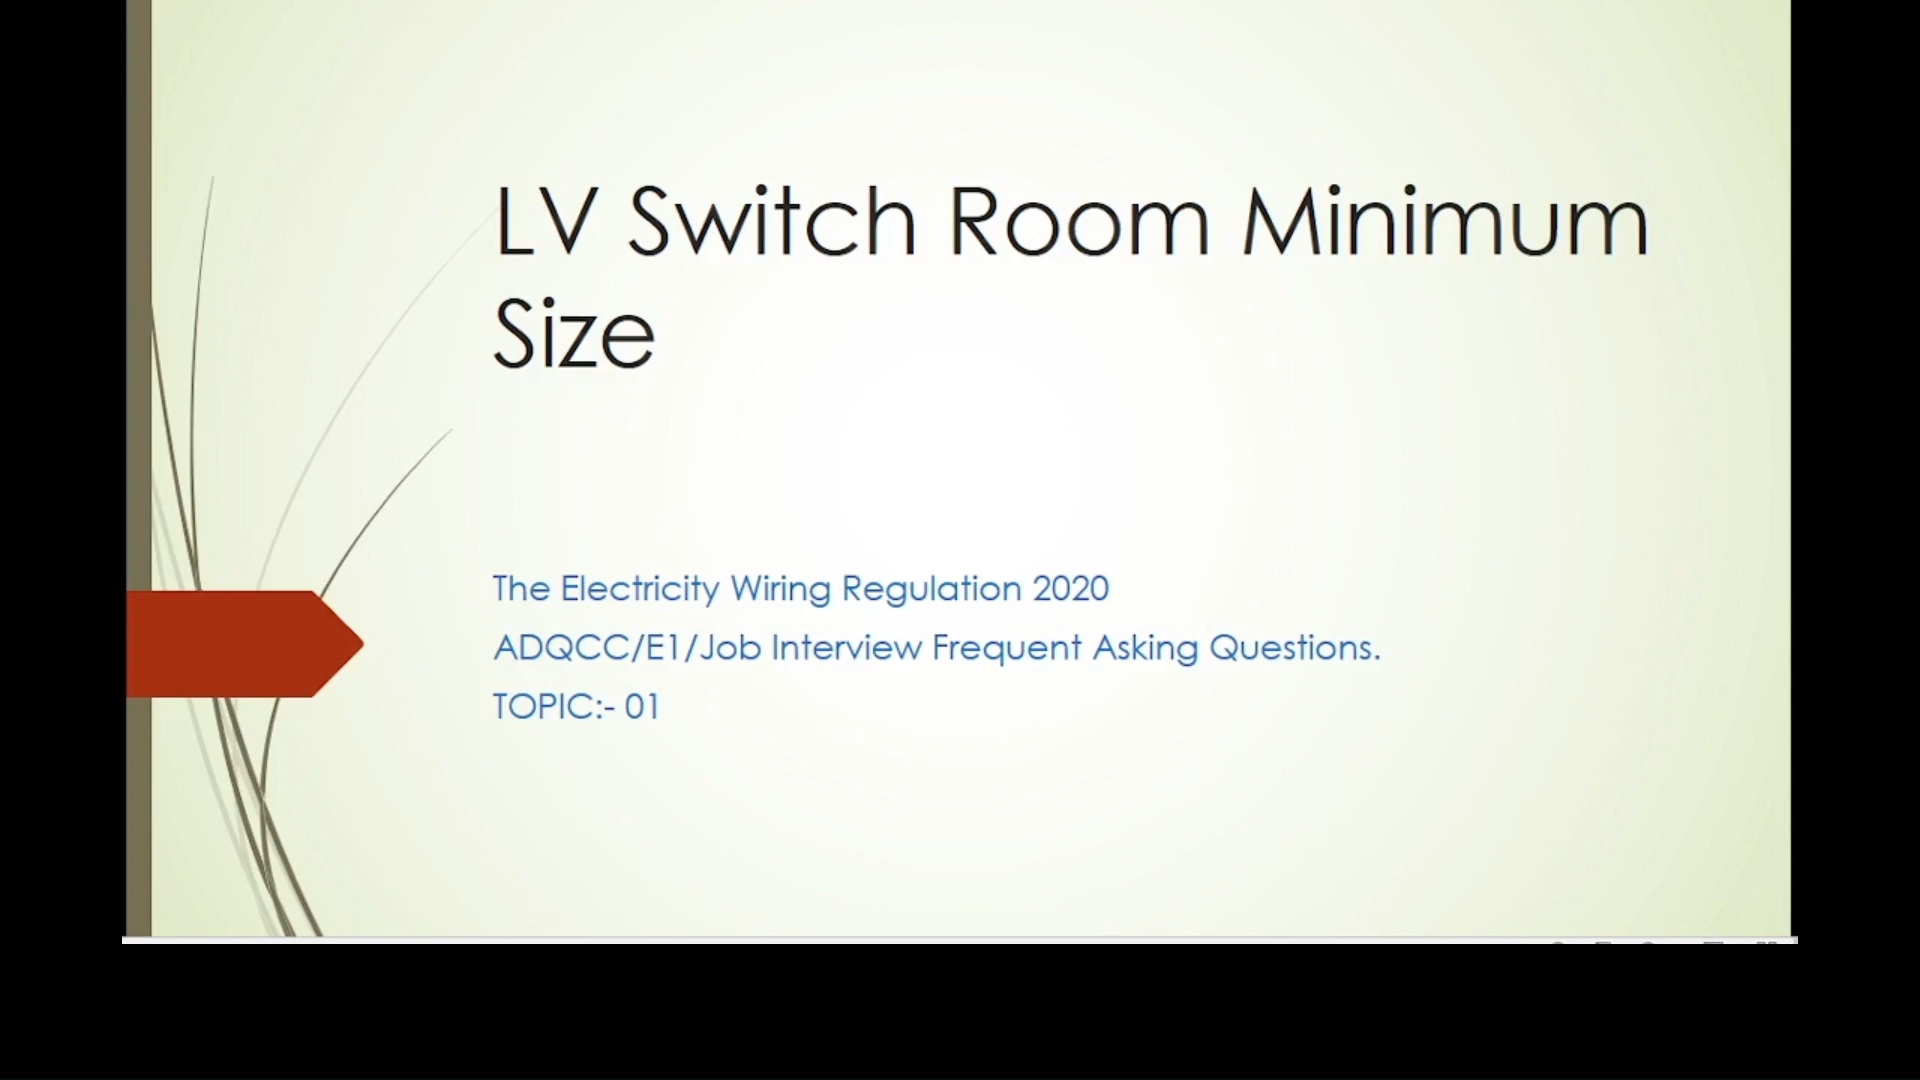 LV Switch Room Minimum
Size
The Electricity Wiring Regulation 2020
ADQCC/E1/Job Interview Frequent Asking Questions.
TOPIC:- 01